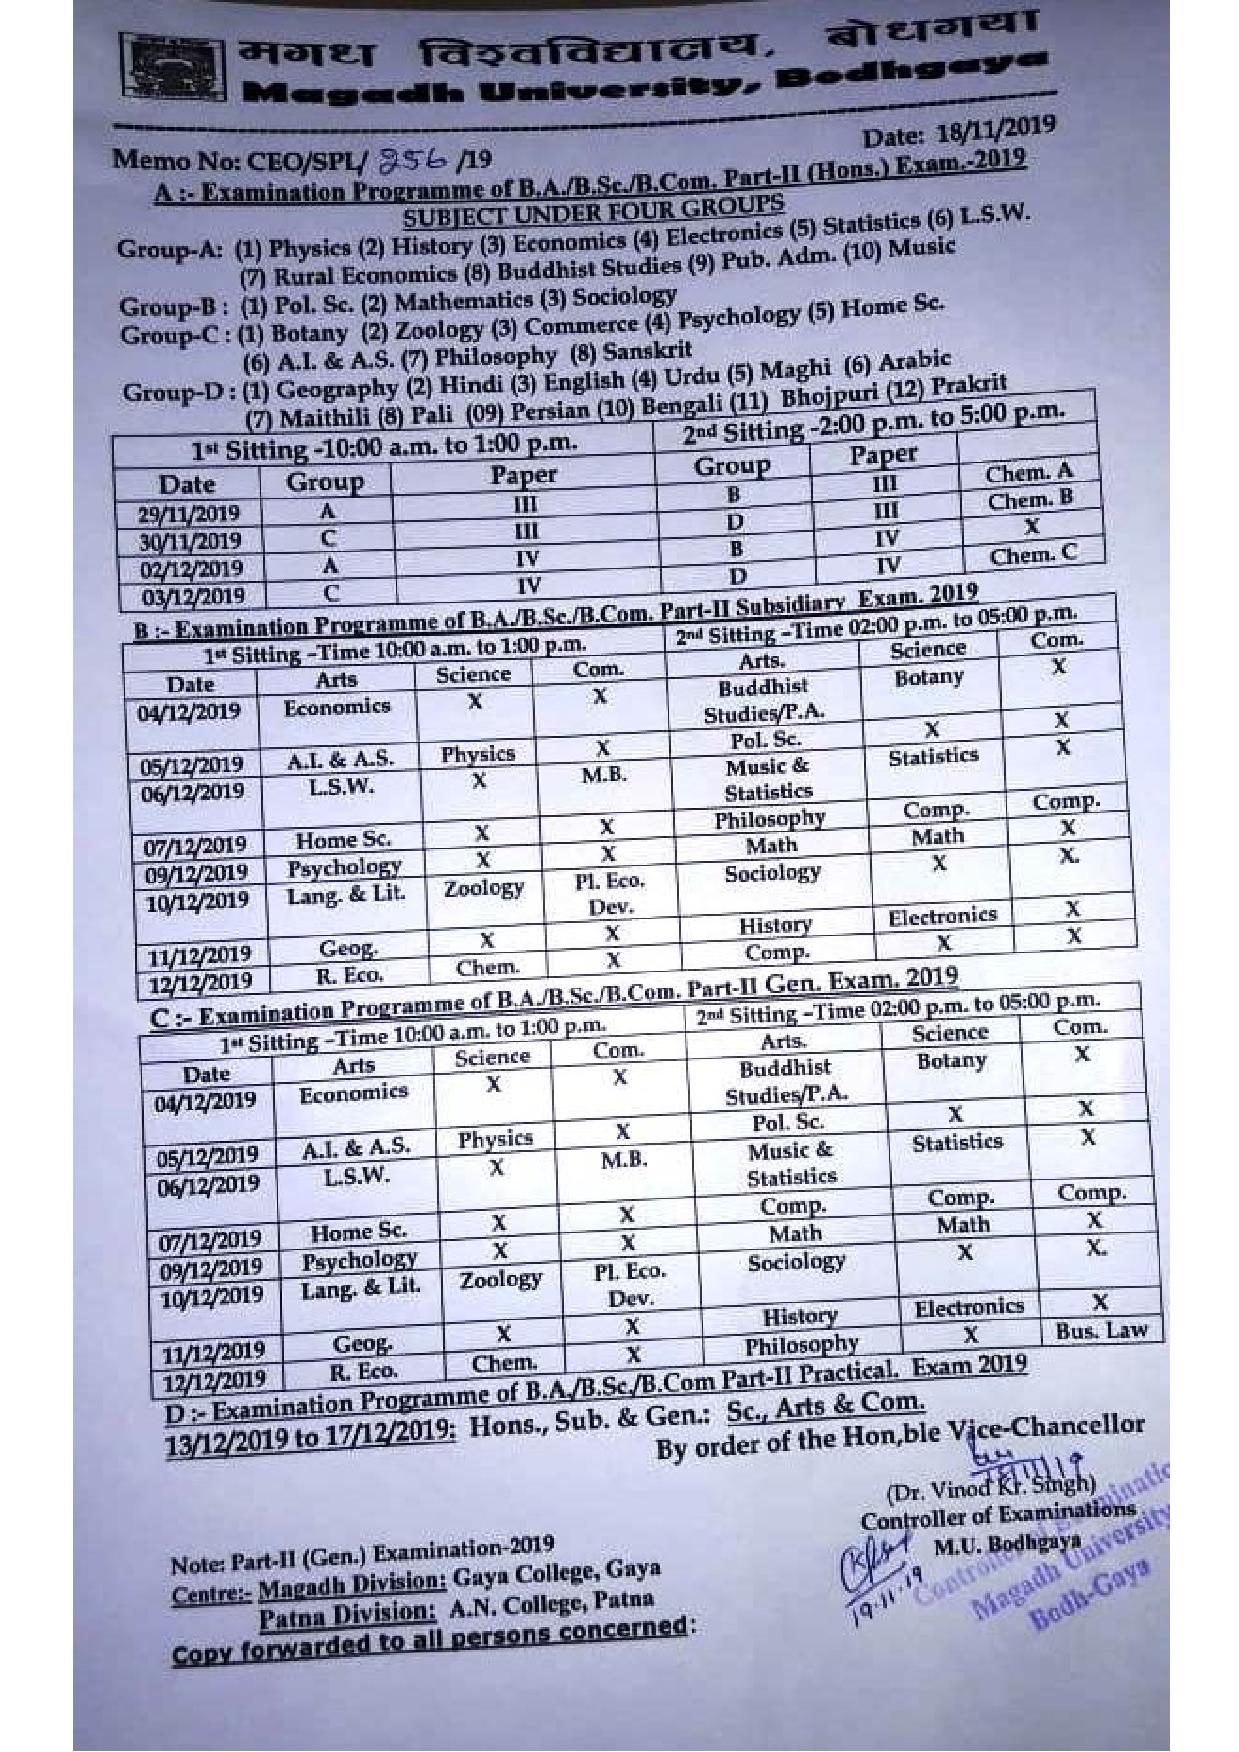 मगध विश्वविद्यालय, बोधगया
Magadh University, Bodhgaya
Memo No: CEO/SPL/ 256 /19 Date: 18/11/2019
A :- Examination Programme of B.A./B.Sc./B.Com. Part-II (Hons.) Exam.-2019
SUBJECT UNDER FOUR GROUPS
Group-A: (1) Physics (2) History (3) Economics (4) Electronics (5) Statistics (6) L.S.W.
(7) Rural Economics (8) Buddhist Studies (9) Pub. Adm. (10) Music
Group-B : (1) Pol. Sc. (2) Mathematics (3) Sociology
Group-C : (1) Botany (2) Zoology (3) Commerce (4) Psychology (5) Home Sc.
(6) A.I. & A.S. (7) Philosophy (8) Sanskrit
Group-D : (1) Geography (2) Hindi (3) English (4) Urdu (5) Maghi (6) Arabic
(7) Maithili (8) Pali (09) Persian (10) Bengali (11) Bhojpuri (12) Prakrit
1st Sitting -10:00 a.m. to 1:00 p.m. 2nd Sitting -2:00 p.m. to 5:00 p.m.
Date Group Paper Group Paper
29/11/2019 A III B III Chem. A
30/11/2019 C III D III Chem. B
02/12/2019 A IV B IV X
03/12/2019 C IV D IV Chem. C
B :- Examination Programme of B.A./B.Sc./B.Com. Part-II Subsidiary Exam. 2019
1st Sitting -Time 10:00 a.m. to 1:00 p.m. 2nd Sitting -Time 02:00 p.m. to 05:00 p.m.
Date Arts Science Com. Arts. Science Com.
04/12/2019 Economics X X Buddhist Botany X
Studies/P.A.
05/12/2019 A.I. & A.S. Physics X Pol. Sc. X X
06/12/2019 L.S.W. X M.B. Music & Statistics X
Statistics
07/12/2019 Home Sc. X X Philosophy Comp. Comp.
09/12/2019 Psychology X X Math Math X
10/12/2019 Lang. & Lit. Zoology Pl. Eco. Sociology X X.
Dev.
11/12/2019 Geog. X X History Electronics X
12/12/2019 R. Eco. Chem. X Comp. X X
C :- Examination Programme of B.A./B.Sc./B.Com. Part-II Gen. Exam. 2019
1st Sitting -Time 10:00 a.m. to 1:00 p.m. 2nd Sitting -Time 02:00 p.m. to 05:00 p.m.
Date Arts Science Com. Arts. Science Com.
04/12/2019 Economics X X Buddhist Botany X
Studies/P.A.
05/12/2019 A.I. & A.S. Physics X Pol. Sc. X X
06/12/2019 L.S.W. X M.B. Music & Statistics X
Statistics
07/12/2019 Home Sc. X X Comp. Comp. Comp.
09/12/2019 Psychology X X Math Math X
10/12/2019 Lang. & Lit. Zoology Pl. Eco. Sociology X X.
Dev.
11/12/2019 Geog. X X History Electronics X
12/12/2019 R. Eco. Chem. X Philosophy X Bus. Law
D :- Examination Programme of B.A./B.Sc./B.Com Part-II Practical. Exam 2019
13/12/2019 to 17/12/2019: Hons., Sub. & Gen.: Sc., Arts & Com.
By order of the Hon,ble Vice-Chancellor
(Dr. Vinod Kr. Singh)
Controller of Examinations
M.U. Bodhgaya
19.11.19
Magadh University
Bodh-Gaya
Note: Part-II (Gen.) Examination-2019
Centre:- Magadh Division: Gaya College, Gaya
Patna Division: A.N. College, Patna
Copy forwarded to all persons concerned: